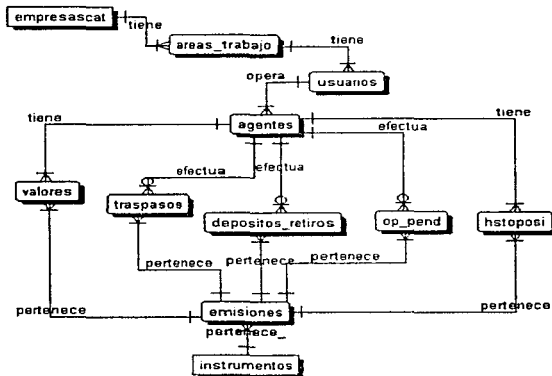 empresascat
tiene
areas_trabajo
tiene
usuarios
opera
agentes
tiene
tiene
efectua
efectua
efectua
valores
traspasos
depositos_retiros
op_pend
hstoposi
pertenece
pertenece
pertenece
pertenece
pertenece
emisiones
pertenece_
instrumentos